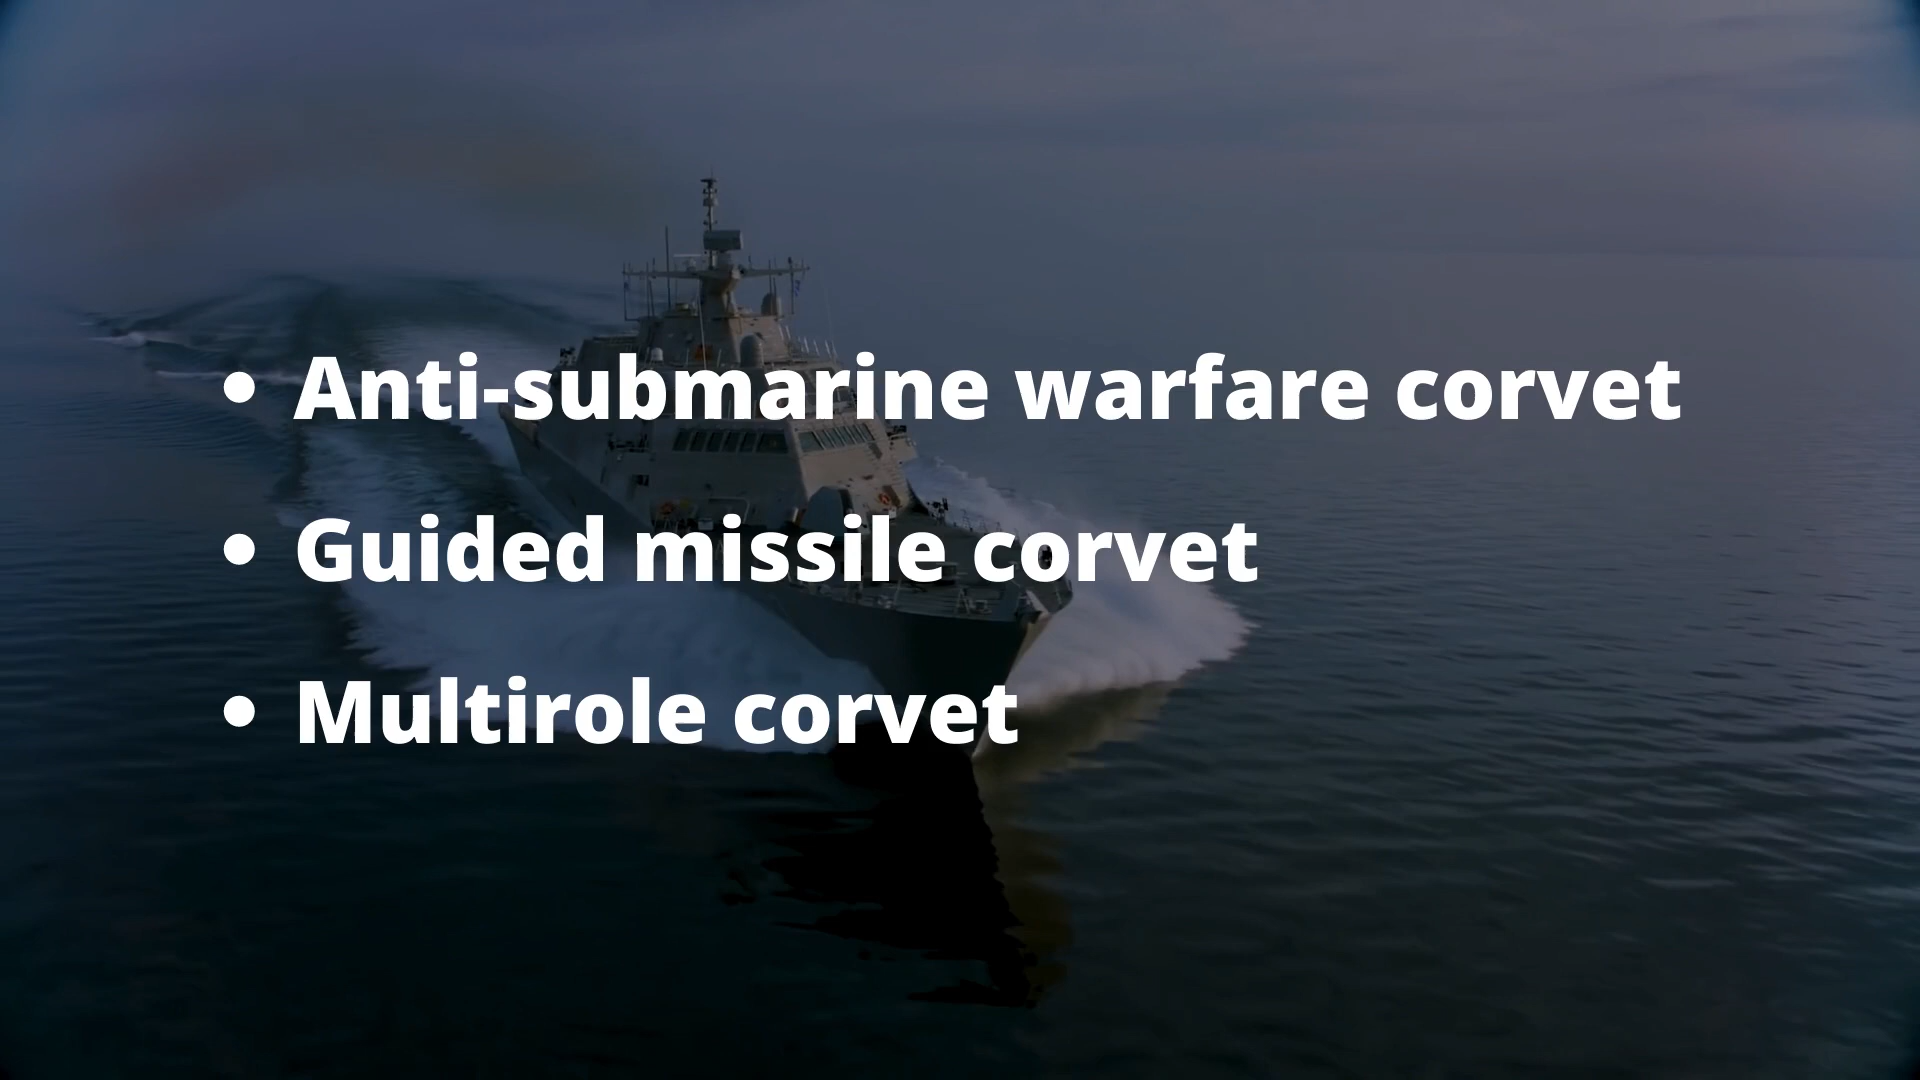 • Anti-submarine warfare corvet
• Guided missile corvet
• Multirole corvet